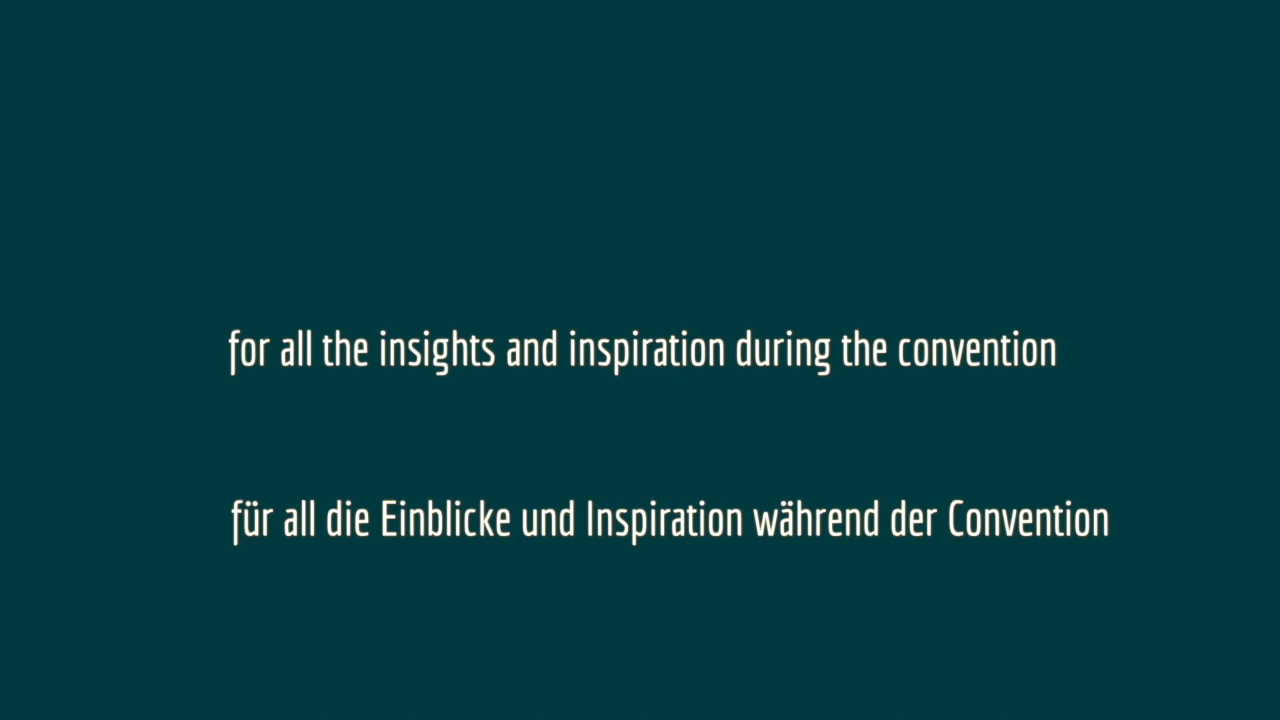 for all the insights and inspiration during the convention
für all die Einblicke und Inspiration während der Convention